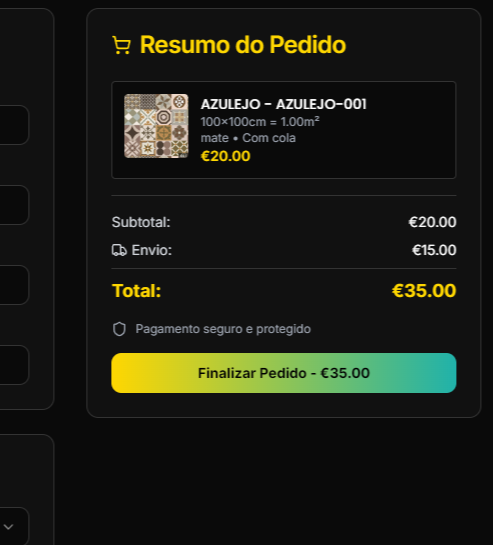 Resumo do Pedido
AZULEJO - AZULEJO-001
100×100cm = 1.00m²
mate • Com cola
€20.00
Subtotal: €20.00
Envio: €15.00
Total: €35.00
Pagamento seguro e protegido
Finalizar Pedido - €35.00